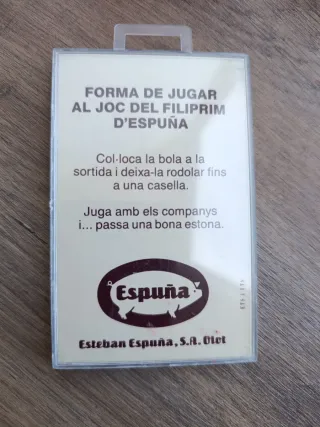 FORMA DE JUGAR
AL JOC DEL FILIPRIM
D'ESPUÑA
Col·loca la bola a la
sortida i deixa-la rodolar fins
a una casella.
Juga amb els companys
i... passa una bona estona.
Espuña
Esteban Espuña, S.A. Olot